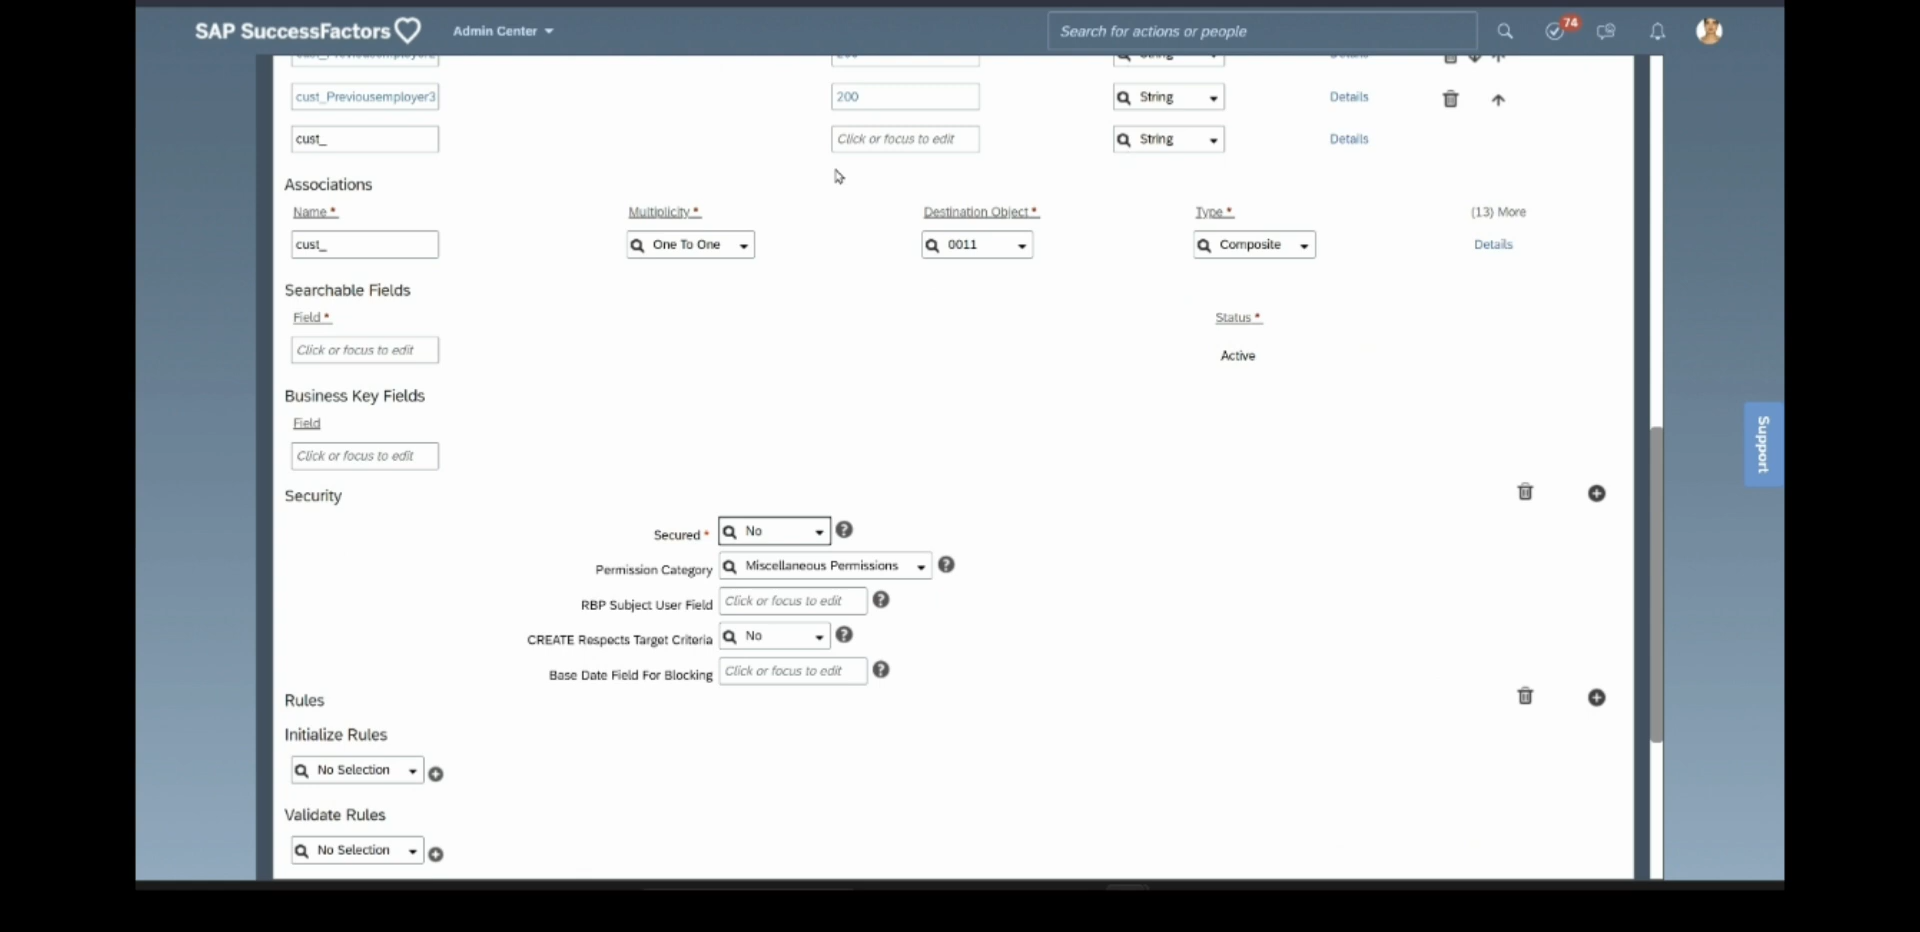 SAP SuccessFactors Admin Center Search for actions or people 74
cust_Previousemployer3 200 String Details
cust_ Click or focus to edit String Details
Associations
Name * Multiplicity * Destination Object * Type * (13) More
cust_ One To One 0011 Composite Details
Searchable Fields
Field * Status *
Click or focus to edit Active
Business Key Fields
Field
Click or focus to edit
Security
Secured * No
Permission Category Miscellaneous Permissions
RBP Subject User Field Click or focus to edit
CREATE Respects Target Criteria No
Base Date Field For Blocking Click or focus to edit
Rules
Initialize Rules
No Selection
Validate Rules
No Selection
Support